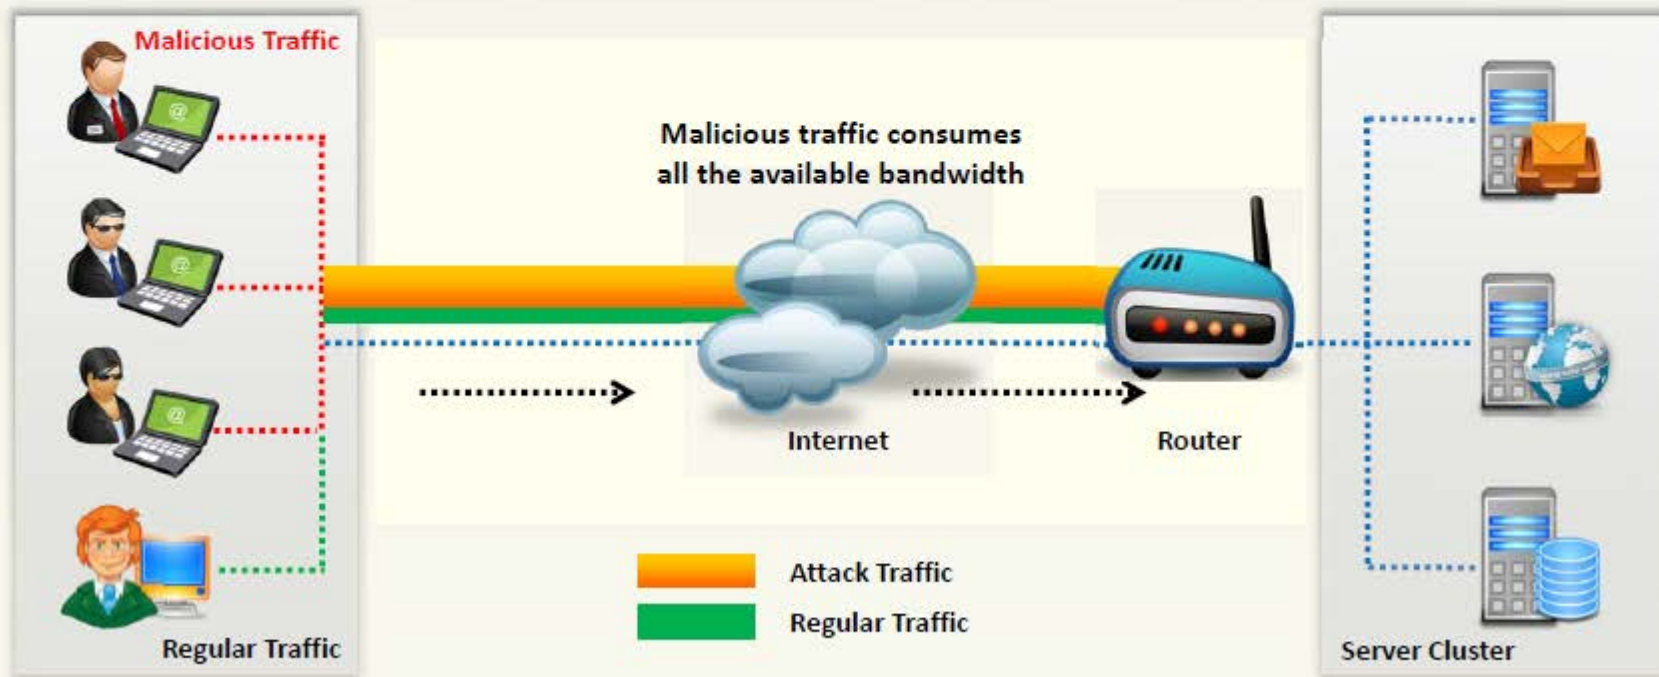 Malicious Traffic
Malicious traffic consumes
all the available bandwidth
@
@
@
Internet
Router
Attack Traffic
Regular Traffic
Regular Traffic
Server Cluster